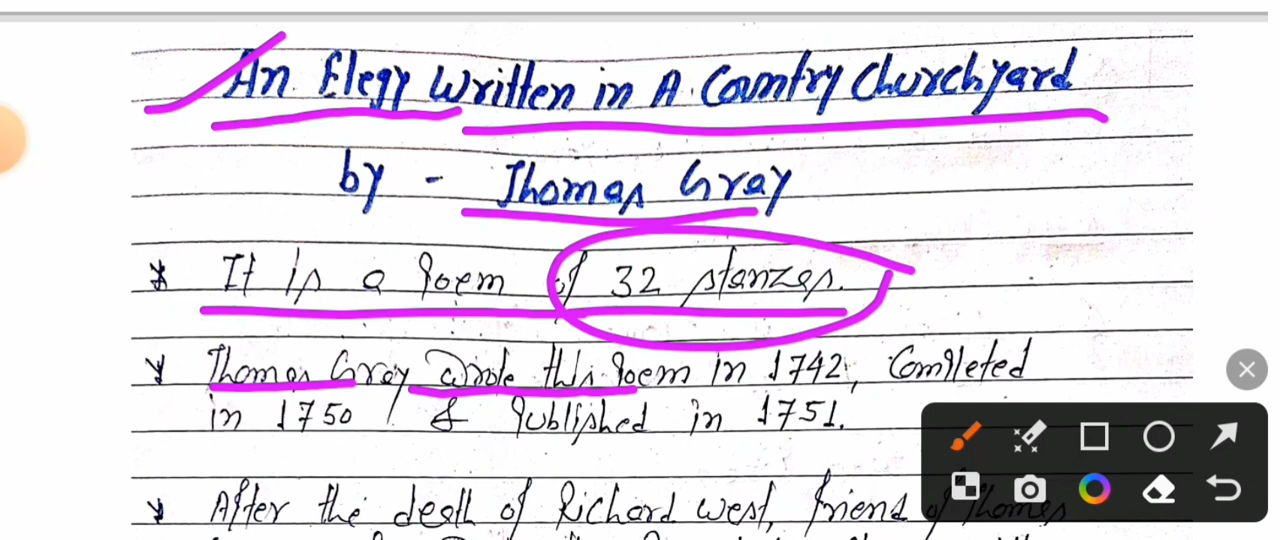 An Elegy Written in A Country Churchyard
by - Thomas Gray
* It is a Poem of 32 stanzas.
* Thomas Gray Wrote this Poem in 1742, Completed
in 1750 & Published in 1751.
* After the death of Richard West, friend of Thomas